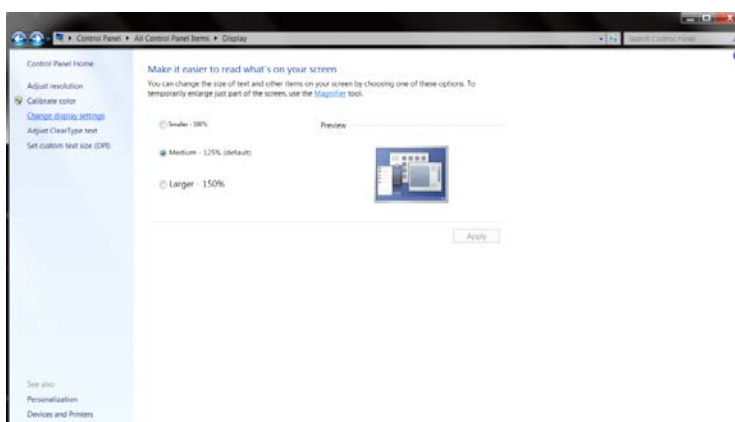 Control Panel ▸ All Control Panel Items ▸ Display
Search Control Panel
Control Panel Home
Adjust resolution
Calibrate color
Change display settings
Adjust ClearType text
Set custom text size (DPI)
See also
Personalization
Devices and Printers
Make it easier to read what's on your screen
You can change the size of text and other items on your screen by choosing one of these options. To
temporarily enlarge just part of the screen, use the Magnifier tool.
Smaller - 100%
Preview
Medium - 125% (default)
Larger - 150%
Apply